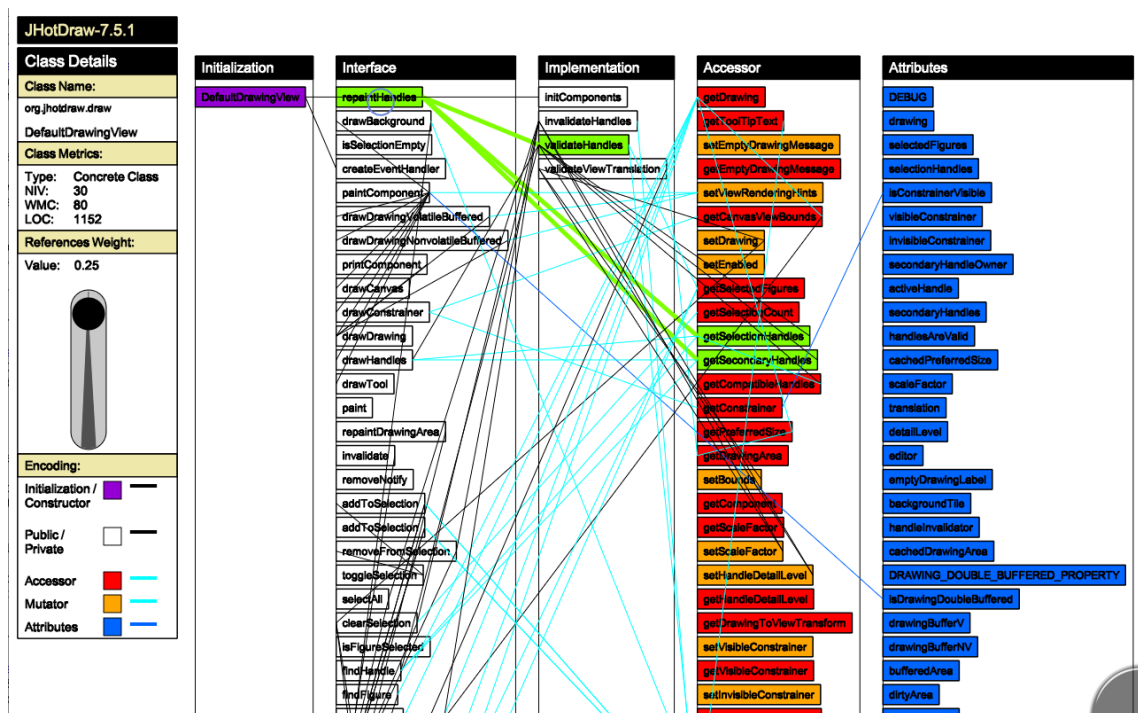 JHotDraw-7.5.1
Class Details
Class Name:
org.jhotdraw.draw
DefaultDrawingView
Class Metrics:
Type: Concrete Class
NIV: 30
WMC: 80
LOC: 1152
References Weight:
Value: 0.25
Encoding:
Initialization /
Constructor
Public /
Private
Accessor
Mutator
Attributes
Initialization
DefaultDrawingView
Interface
repaintHandles
drawBackground
isSelectionEmpty
createEventHandler
paintComponent
drawDrawingVolatileBuffered
drawDrawingNonvolatileBuffered
printComponent
drawCanvas
drawConstrainer
drawDrawing
drawHandles
drawTool
paint
repaintDrawingArea
invalidate
removeNotify
addToSelection
addToSelection
removeFromSelection
toggleSelection
selectAll
clearSelection
isFigureSelected
findHandle
findFigure
Implementation
initComponents
invalidateHandles
validateHandles
validateViewTranslation
Accessor
getDrawing
getToolTipText
setEmptyDrawingMessage
getEmptyDrawingMessage
setViewRenderingHints
getCanvasViewBounds
setDrawing
setEnabled
getSelectedFigures
getSelectionCount
getSelectionHandles
getSecondaryHandles
getCompatibleHandles
getConstrainer
getPreferredSize
getDrawingArea
setBounds
getComponent
getScaleFactor
setScaleFactor
setHandleDetailLevel
getHandleDetailLevel
getDrawingToViewTransform
setVisibleConstrainer
getVisibleConstrainer
setInvisibleConstrainer
Attributes
DEBUG
drawing
selectedFigures
selectionHandles
isConstrainerVisible
visibleConstrainer
invisibleConstrainer
secondaryHandleOwner
activeHandle
secondaryHandles
handlesAreValid
cachedPreferredSize
scaleFactor
translation
detailLevel
editor
emptyDrawingLabel
backgroundTile
handleInvalidator
cachedDrawingArea
DRAWING_DOUBLE_BUFFERED_PROPERTY
isDrawingDoubleBuffered
drawingBufferV
drawingBufferNV
bufferedArea
dirtyArea